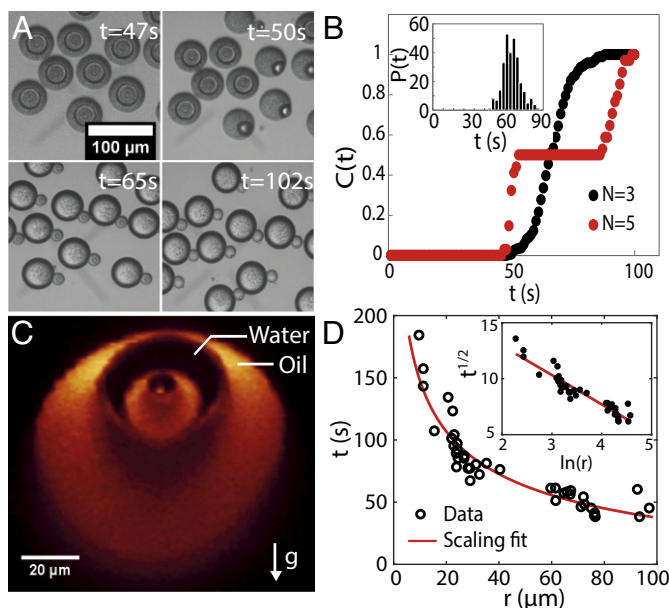 A
t=47s
t=50s
100 µm
t=65s
t=102s
B
C(t)
1
0.8
0.6
0.4
0.2
0
50
100
t (s)
N=3
N=5
P(t)
60
40
20
0
0
30
60
90
t (s)
C
Water
Oil
20 µm
g
D
t (s)
200
150
100
50
0
0
20
40
60
80
100
r (µm)
Data
Scaling fit
t1/2
15
10
5
2
3
4
5
ln(r)